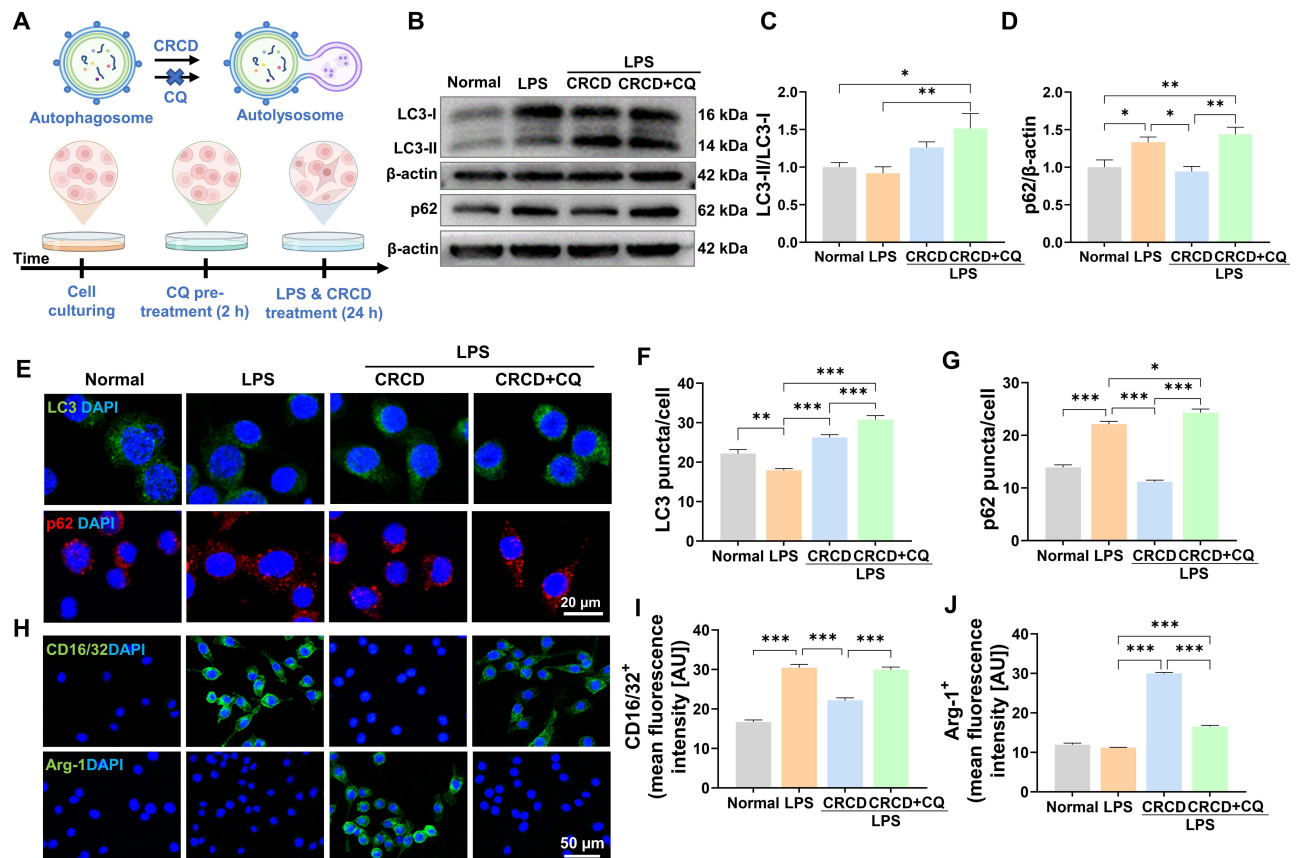 A
CRCD
CQ
Autophagosome
Autolysosome
Time
Cell
culturing
CQ pre-
treatment (2 h)
LPS & CRCD
treatment (24 h)
B
LPS
Normal
LPS
CRCD
CRCD+CQ
LC3-I
16 kDa
LC3-II
14 kDa
β-actin
42 kDa
p62
62 kDa
β-actin
42 kDa
C
LC3-II/LC3-I
2.0
1.5
1.0
0.5
0.0
*
**
Normal
LPS
CRCD
CRCD+CQ
LPS
D
p62/β-actin
2.0
1.5
1.0
0.5
0.0
**
*
*
**
Normal
LPS
CRCD
CRCD+CQ
LPS
E
LPS
Normal
LPS
CRCD
CRCD+CQ
LC3 DAPI
p62 DAPI
20 μm
F
LC3 puncta/cell
40
30
20
10
0
***
**
***
***
Normal
LPS
CRCD
CRCD+CQ
LPS
G
p62 puncta/cell
30
20
10
0
*
***
***
***
Normal
LPS
CRCD
CRCD+CQ
LPS
H
CD16/32DAPI
Arg-1DAPI
50 μm
I
CD16/32+
(mean fluorescence
intensity [AU])
40
30
20
10
0
***
***
***
Normal
LPS
CRCD
CRCD+CQ
LPS
J
Arg-1+
(mean fluorescence
intensity [AU])
40
30
20
10
0
***
***
***
Normal
LPS
CRCD
CRCD+CQ
LPS